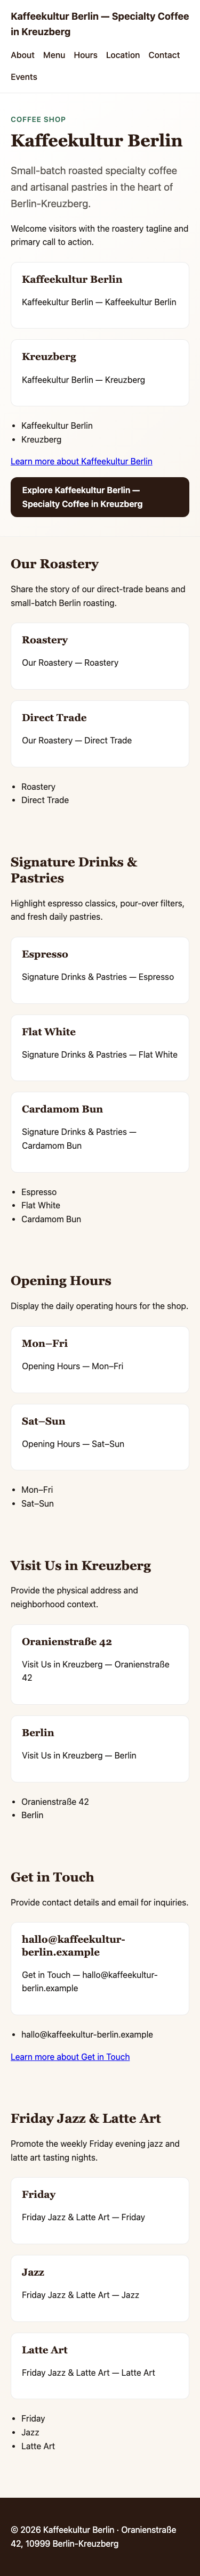 Kaffeekultur Berlin — Specialty Coffee
in Kreuzberg
About Menu Hours Location Contact
Events
COFFEE SHOP
Kaffeekultur Berlin
Small-batch roasted specialty coffee
and artisanal pastries in the heart of
Berlin-Kreuzberg.
Welcome visitors with the roastery tagline and
primary call to action.
Kaffeekultur Berlin
Kaffeekultur Berlin — Kaffeekultur Berlin
Kreuzberg
Kaffeekultur Berlin — Kreuzberg
• Kaffeekultur Berlin
• Kreuzberg
Learn more about Kaffeekultur Berlin
Explore Kaffeekultur Berlin —
Specialty Coffee in Kreuzberg
Our Roastery
Share the story of our direct-trade beans and
small-batch Berlin roasting.
Roastery
Our Roastery — Roastery
Direct Trade
Our Roastery — Direct Trade
• Roastery
• Direct Trade
Signature Drinks &
Pastries
Highlight espresso classics, pour-over filters,
and fresh daily pastries.
Espresso
Signature Drinks & Pastries — Espresso
Flat White
Signature Drinks & Pastries — Flat White
Cardamom Bun
Signature Drinks & Pastries —
Cardamom Bun
• Espresso
• Flat White
• Cardamom Bun
Opening Hours
Display the daily operating hours for the shop.
Mon–Fri
Opening Hours — Mon–Fri
Sat–Sun
Opening Hours — Sat–Sun
• Mon–Fri
• Sat–Sun
Visit Us in Kreuzberg
Provide the physical address and
neighborhood context.
Oranienstraße 42
Visit Us in Kreuzberg — Oranienstraße
42
Berlin
Visit Us in Kreuzberg — Berlin
• Oranienstraße 42
• Berlin
Get in Touch
Provide contact details and email for inquiries.
hallo@kaffeekultur-
berlin.example
Get in Touch — hallo@kaffeekultur-
berlin.example
• hallo@kaffeekultur-berlin.example
Learn more about Get in Touch
Friday Jazz & Latte Art
Promote the weekly Friday evening jazz and
latte art tasting nights.
Friday
Friday Jazz & Latte Art — Friday
Jazz
Friday Jazz & Latte Art — Jazz
Latte Art
Friday Jazz & Latte Art — Latte Art
• Friday
• Jazz
• Latte Art
© 2026 Kaffeekultur Berlin · Oranienstraße
42, 10999 Berlin-Kreuzberg